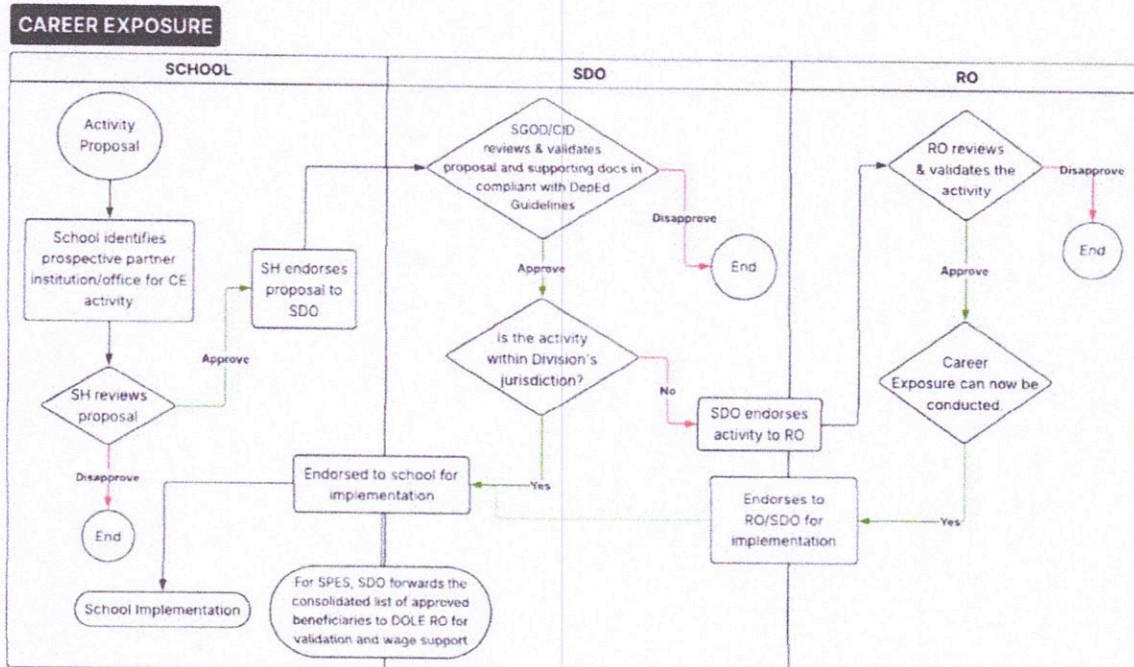 CAREER EXPOSURE
SCHOOL
SDO
RO
Activity
Proposal
School identifies
prospective partner
institution/office for CE
activity
SH reviews
proposal
Approve
Disapprove
End
SH endorses
proposal to
SDO
SGOD/CID
reviews & validates
proposal and supporting docs in
compliant with DepEd
Guidelines
Disapprove
End
Approve
Is the activity
within Division's
jurisdiction?
No
Yes
SDO endorses
activity to RO
RO reviews
& validates the
activity
Disapprove
End
Approve
Career
Exposure can now be
conducted.
Yes
Endorses to
RO/SDO for
implementation
Endorsed to school for
implementation
School Implementation
For SPES, SDO forwards the
consolidated list of approved
beneficiaries to DOLE RO for
validation and wage support